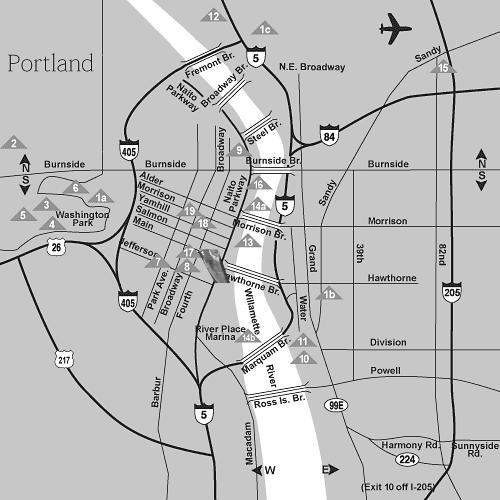 Portland
12
1c
5
Fremont Br.
Broadway Br.
Naito
Parkway
N.E. Broadway
Sandy
15
84
405
Steel Br.
2
N
S
Burnside
Burnside
Broadway
9
Burnside Br.
Burnside
N
S
6
1a
3
5
4
Washington
Park
Alder
Morrison
Yamhill
Salmon
Main
Jefferson
Naito
Parkway
16
14a
5
Sandy
19
18
Morrison Br.
Morrison
13
26
7
17
8
Park Ave.
Broadway
Fourth
Hawthorne
Grand
39th
82nd
Water
1b
405
205
Willamette
River
River Place
Marina
14b
Marquam Br.
11
10
Division
Powell
217
Barbur
5
Ross Is. Br.
99E
Macadam
Harmony Rd.
Sunnyside
Rd.
224
W
E
(Exit 10 off I-205)